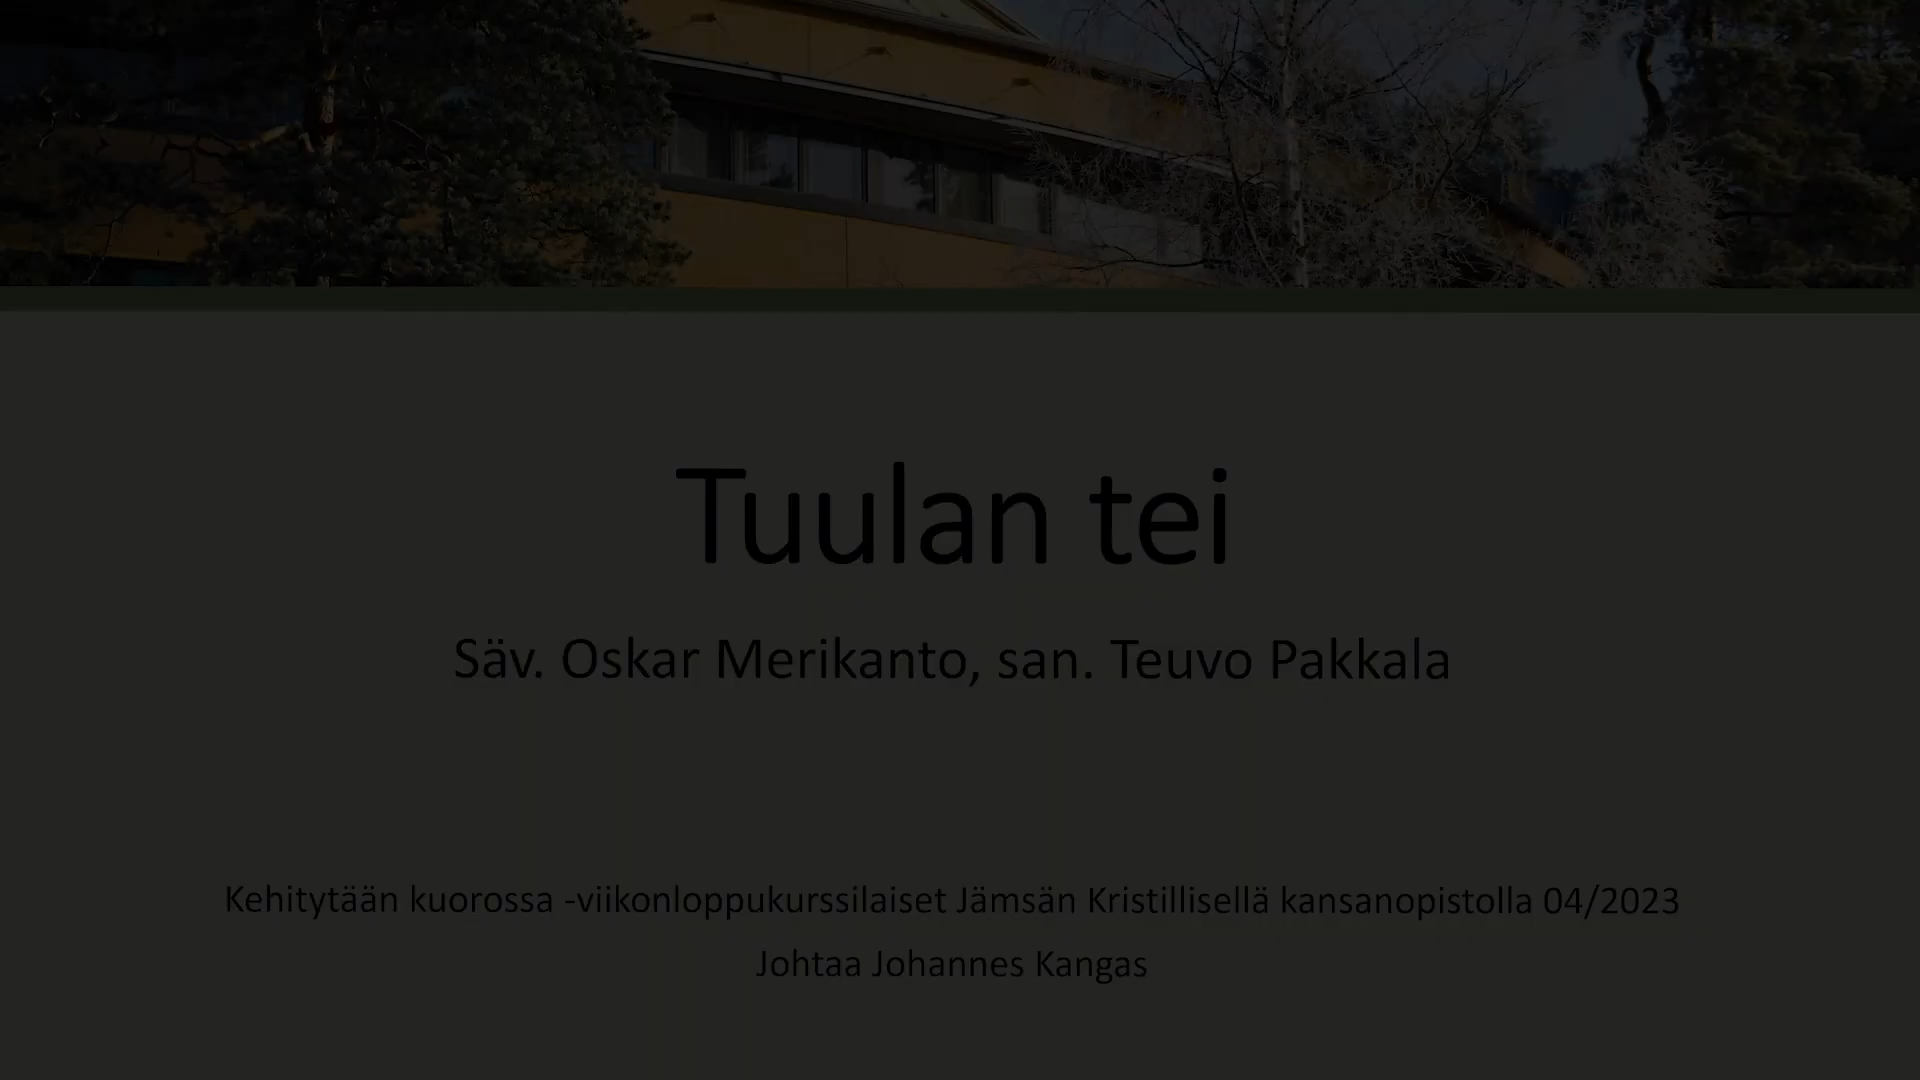 Tuulan tei
Säv. Oskar Merikanto, san. Teuvo Pakkala
Kehitytään kuorossa -viikonloppukurssilaiset Jämsän Kristillisellä kansanopistolla 04/2023
Johtaa Johannes Kangas